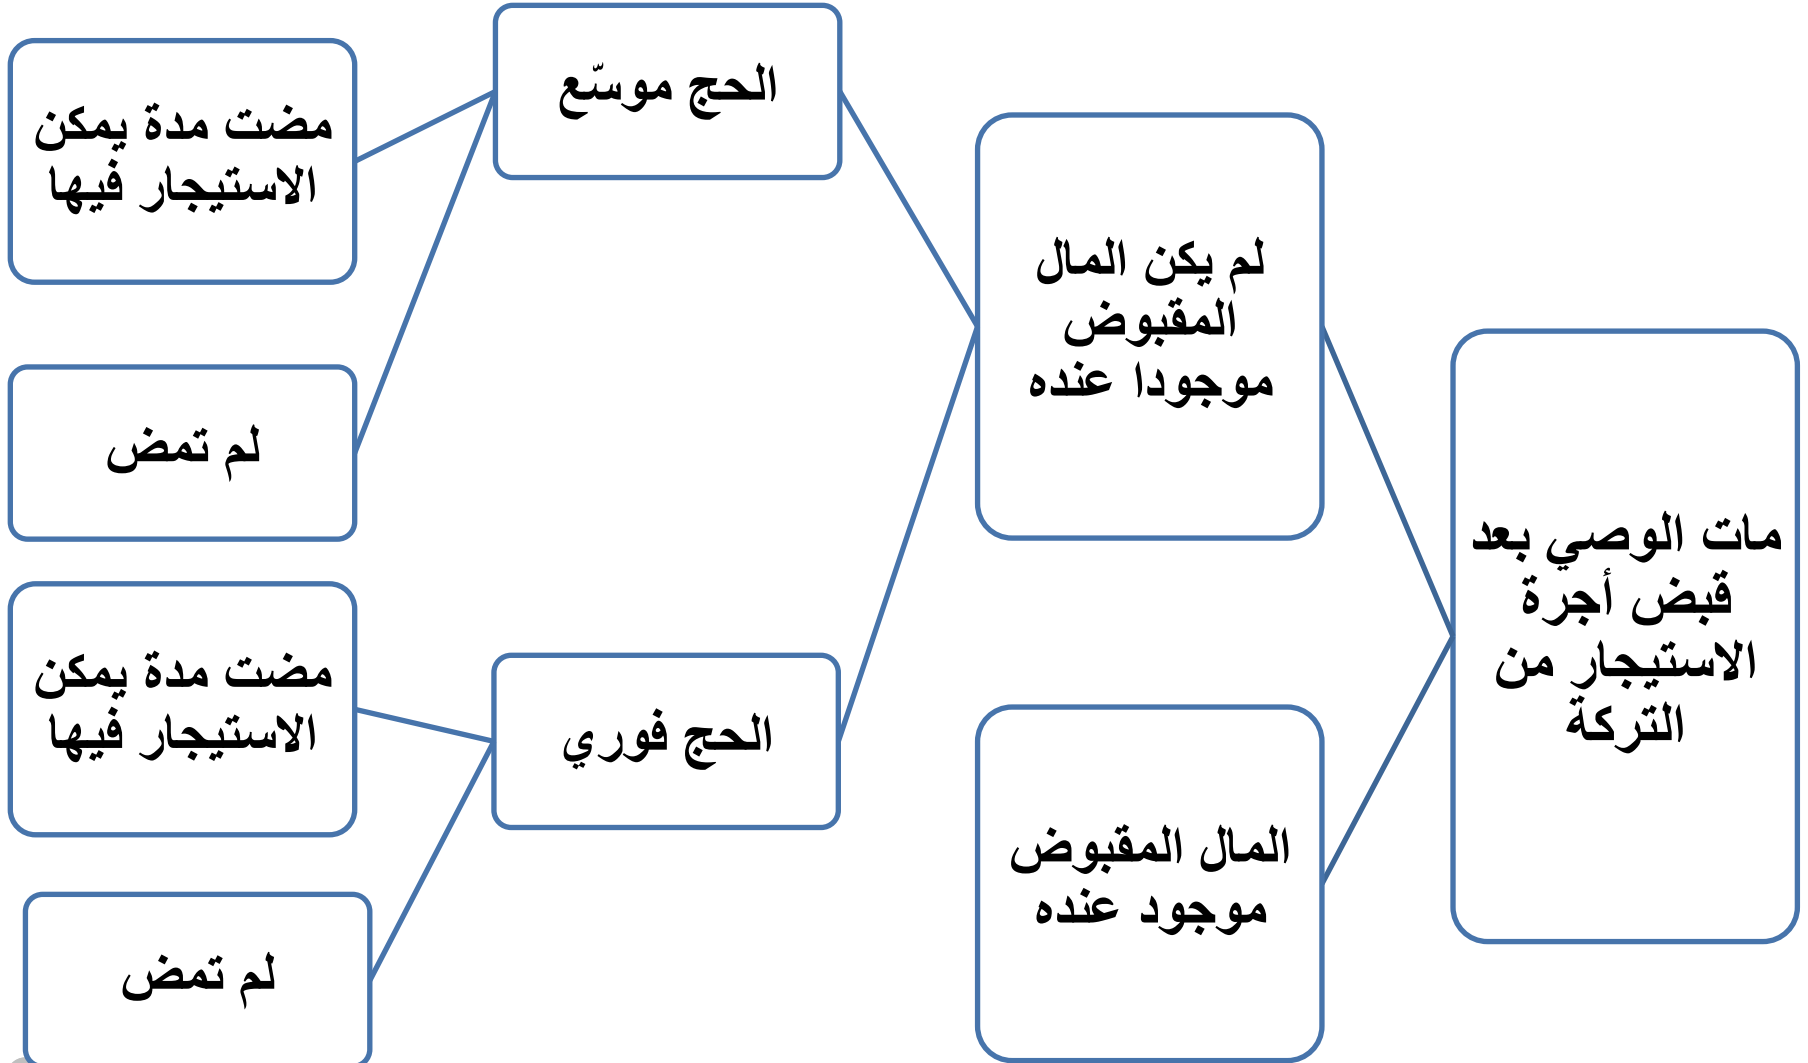 مات الوصي بعد
قبض أجرة
الاستيجار من
التركة
لم يكن المال
المقبوض
موجودا عنده
المال المقبوض
موجود عنده
الحج موسّع
الحج فوري
مضت مدة يمكن
الاستيجار فيها
لم تمض
مضت مدة يمكن
الاستيجار فيها
لم تمض